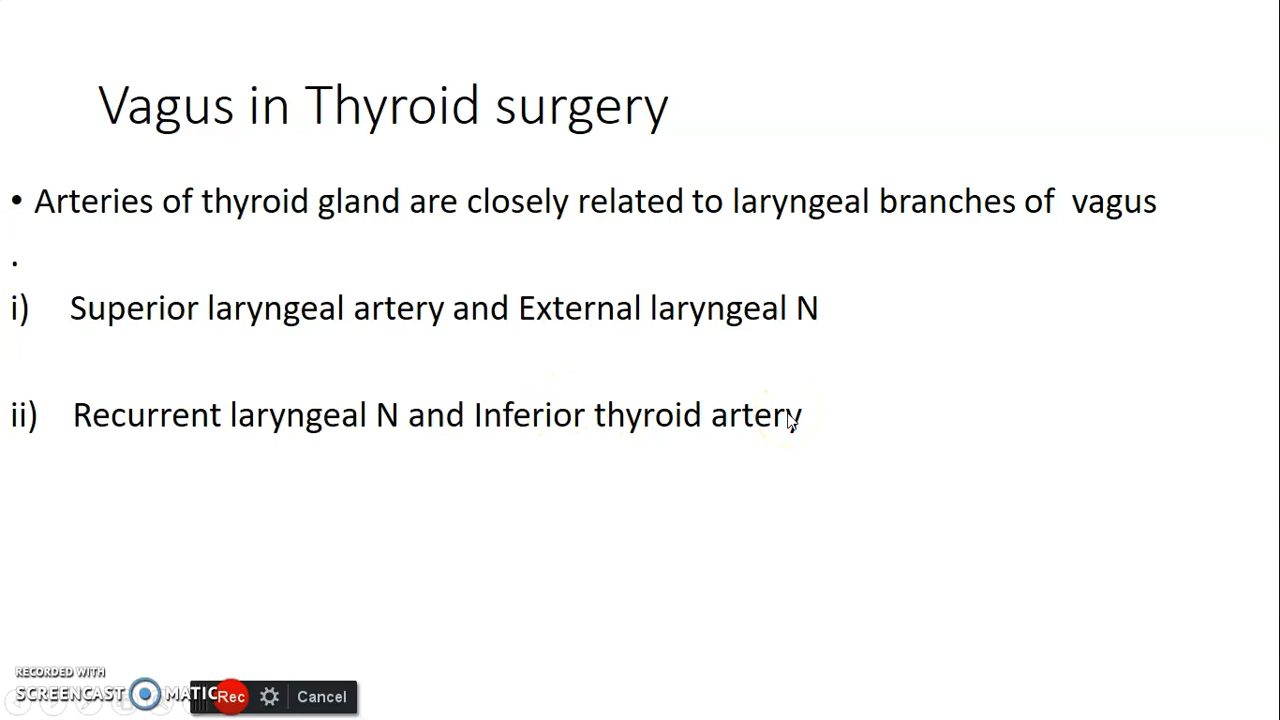 Vagus in Thyroid surgery
• Arteries of thyroid gland are closely related to laryngeal branches of  vagus
.
i)    Superior laryngeal artery and External laryngeal N
ii)    Recurrent laryngeal N and Inferior thyroid artery
RECORDED WITH
SCREENCAST MATIC
Rec Cancel